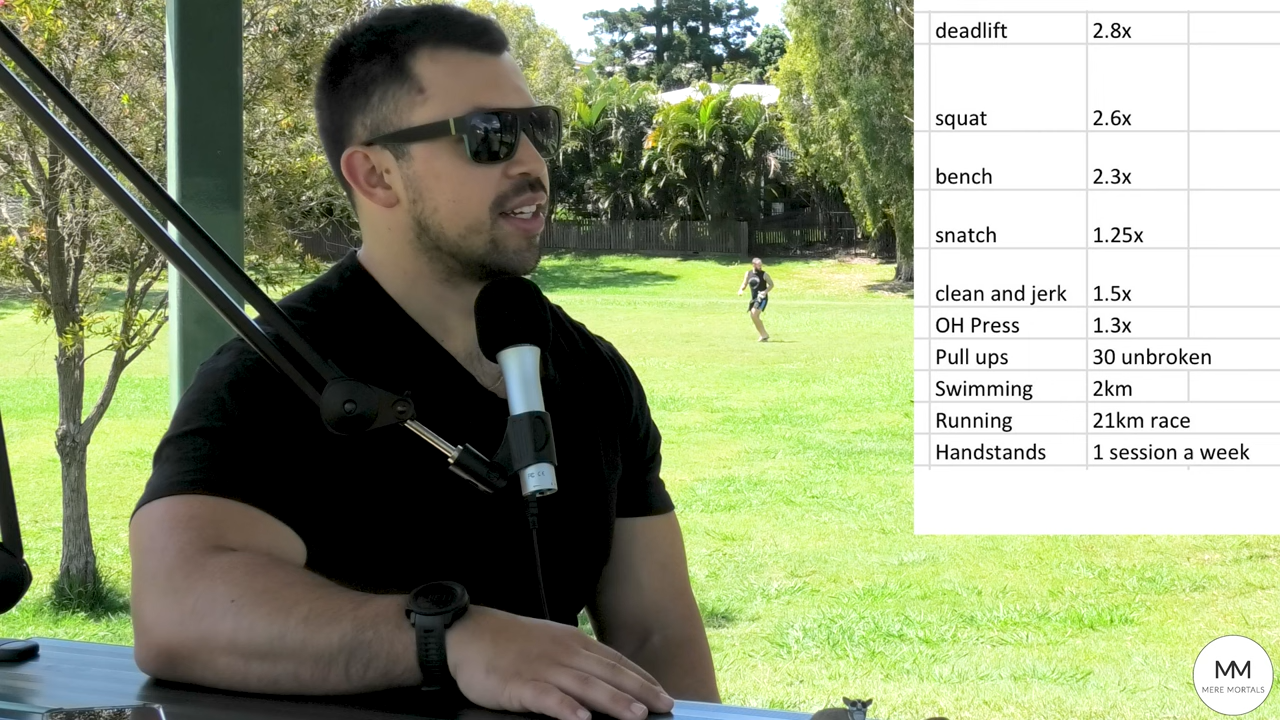 deadlift 2.8x
squat 2.6x
bench 2.3x
snatch 1.25x
clean and jerk 1.5x
OH Press 1.3x
Pull ups 30 unbroken
Swimming 2km
Running 21km race
Handstands 1 session a week
MM
MERE MORTALS